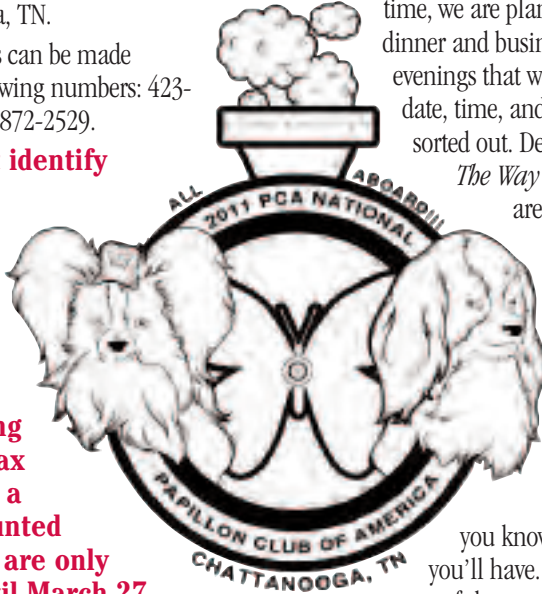 a, TN.
s can be made
wing numbers: 423-
872-2529.
identify
ng
ax
a
unted
are only
il March 27
ALL ABOARD!!!
2011 PCA NATIONAL
PAPILLON CLUB OF AMERICA
CHATTANOOGA, TN
time, we are plan
dinner and busin
evenings that w
date, time, and
sorted out. De
The Way
are
you know
you'll have.